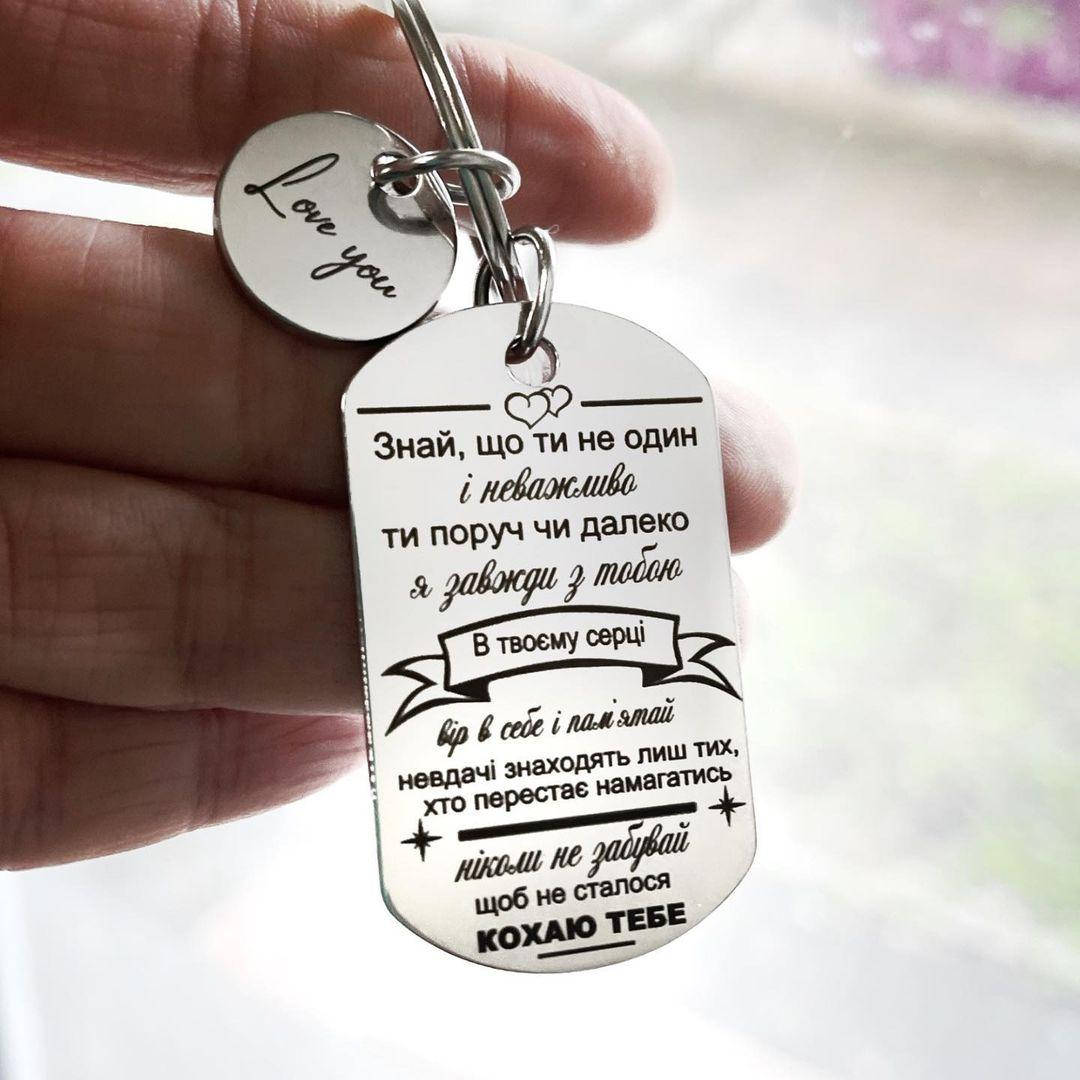 Love you
Знай, що ти не один
і неважливо
ти поруч чи далеко
я завжди з тобою
В твоєму серці
вір в себе і пам'ятай
невдачі знаходять лиш тих,
хто перестає намагатись
ніколи не забувай
щоб не сталося
КОХАЮ ТЕБЕ